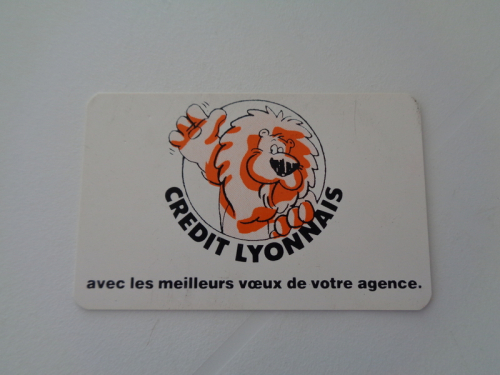 CREDIT LYONNAIS
avec les meilleurs vœux de votre agence.